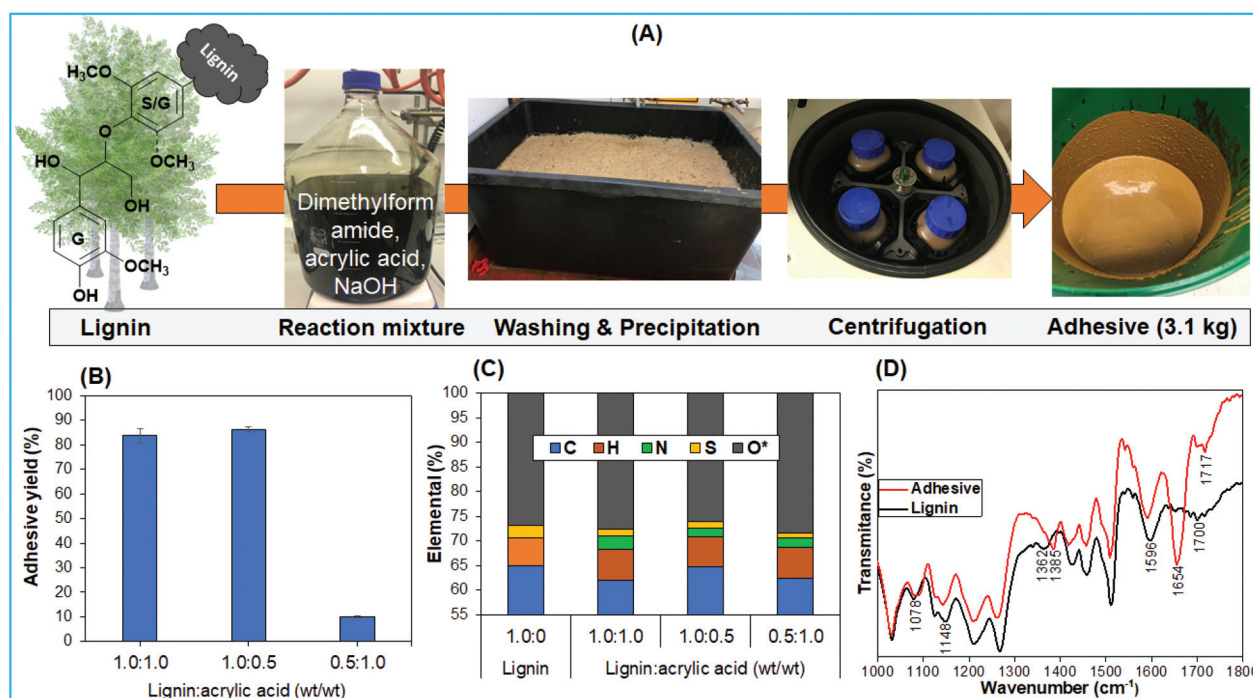 (A)
Lignin
H₃CO
S/G
O
OCH₃
HO
OH
G
OCH₃
OH
Dimethylform
amide,
acrylic acid,
NaOH
Lignin
Reaction mixture
Washing & Precipitation
Centrifugation
Adhesive (3.1 kg)
(B)
Adhesive yield (%)
100
90
80
70
60
50
40
30
20
10
0
1.0:1.0
1.0:0.5
0.5:1.0
Lignin:acrylic acid (wt/wt)
(C)
Elemental (%)
100
95
90
85
80
75
70
65
60
55
C
H
N
S
O*
1.0:0
1.0:1.0
1.0:0.5
0.5:1.0
Lignin
Lignin:acrylic acid (wt/wt)
(D)
Transmitance (%)
Adhesive
Lignin
1078
1148
1362
1385
1596
1654
1700
1717
1000
1100
1200
1300
1400
1500
1600
1700
1800
Wavenumber (cm⁻¹)